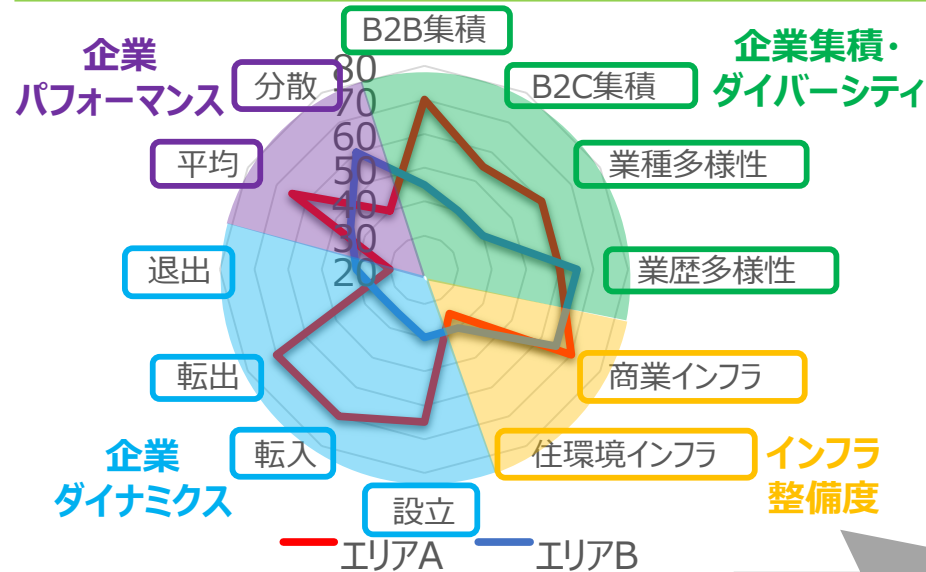 B2B集積
企業
パフォーマンス
分散
80
70
60
50
40
30
20
B2C集積
企業集積・
ダイバーシティ
平均
業種多様性
退出
業歴多様性
転出
商業インフラ
企業
ダイナミクス
転入
住環境インフラ
インフラ
整備度
設立
エリアA
エリアB